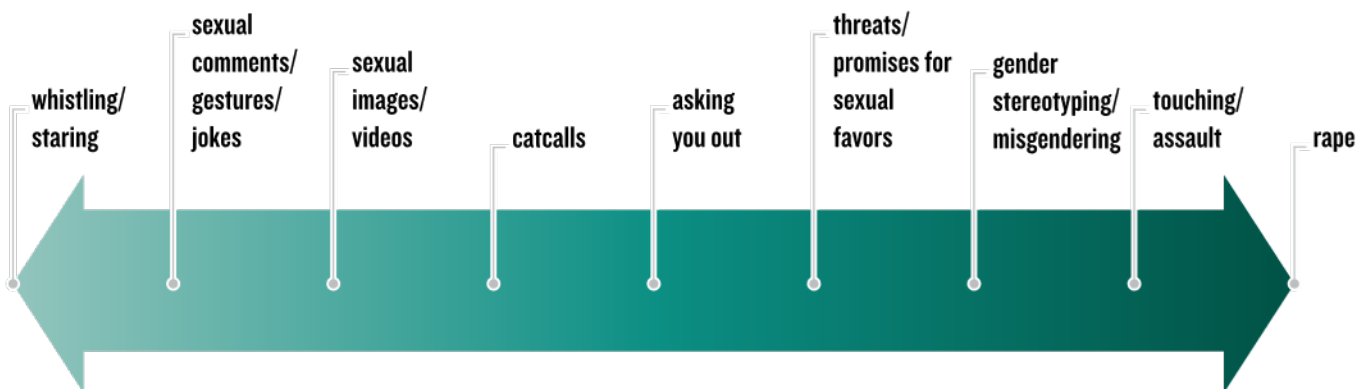 whistling/
staring
sexual
comments/
gestures/
jokes
sexual
images/
videos
catcalls
asking
you out
threats/
promises for
sexual
favors
gender
stereotyping/
misgendering
touching/
assault
rape